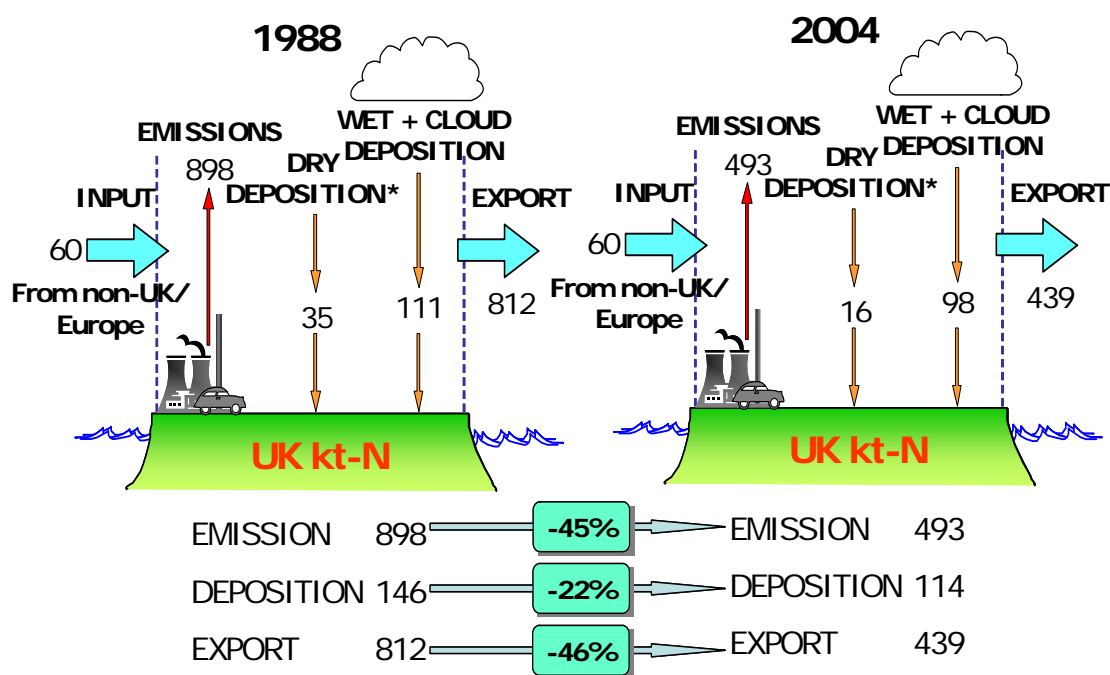 1988
EMISSIONS
898
WET + CLOUD
DEPOSITION
DRY
DEPOSITION*
INPUT
60
From non-UK/
Europe
EXPORT
812
35
111
UK kt-N
2004
EMISSIONS
493
WET + CLOUD
DEPOSITION
DRY
DEPOSITION*
INPUT
60
From non-UK/
Europe
EXPORT
439
16
98
UK kt-N
EMISSION 898 -45% EMISSION 493
DEPOSITION 146 -22% DEPOSITION 114
EXPORT 812 -46% EXPORT 439